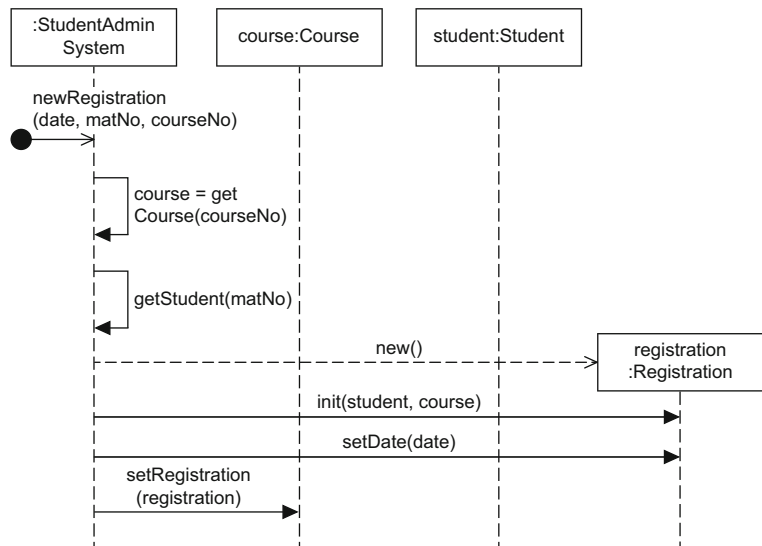 :StudentAdmin
System
course:Course
student:Student
newRegistration
(date, matNo, courseNo)
course = get
Course(courseNo)
getStudent(matNo)
new()
registration
:Registration
init(student, course)
setDate(date)
setRegistration
(registration)